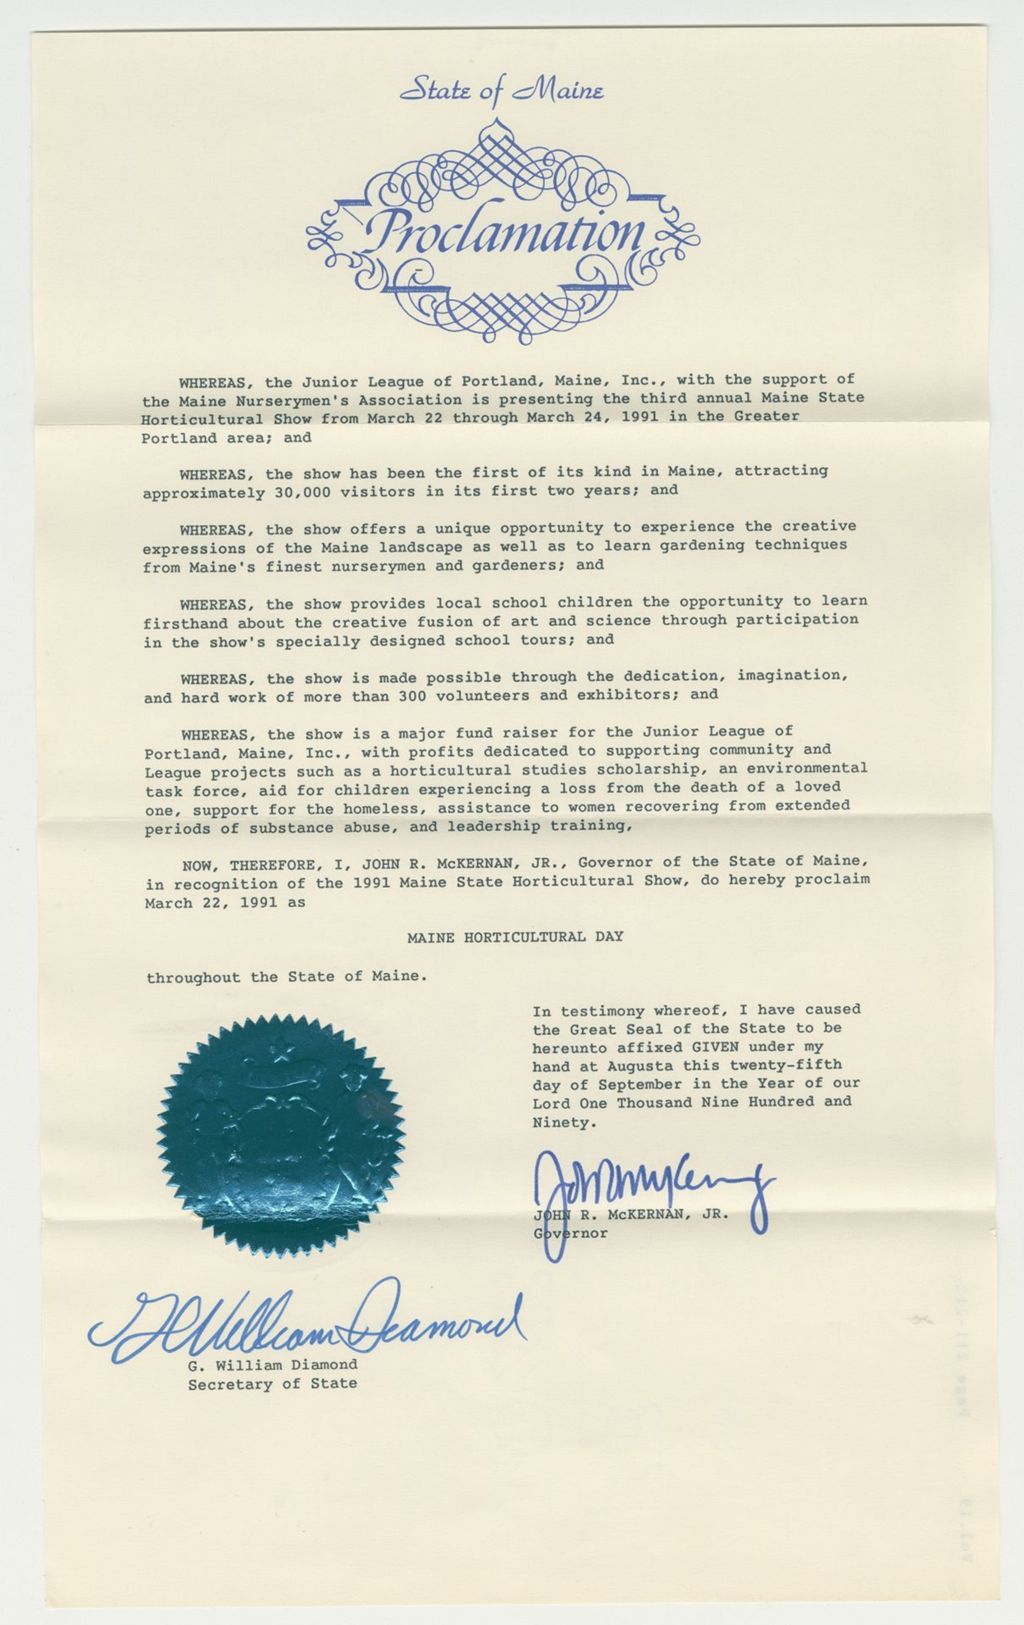 State of Maine
Proclamation
WHEREAS, the Junior League of Portland, Maine, Inc., with the support of
the Maine Nurserymen's Association is presenting the third annual Maine State
Horticultural Show from March 22 through March 24, 1991 in the Greater
Portland area; and
WHEREAS, the show has been the first of its kind in Maine, attracting
approximately 30,000 visitors in its first two years; and
WHEREAS, the show offers a unique opportunity to experience the creative
expressions of the Maine landscape as well as to learn gardening techniques
from Maine's finest nurserymen and gardeners; and
WHEREAS, the show provides local school children the opportunity to learn
firsthand about the creative fusion of art and science through participation
in the show's specially designed school tours; and
WHEREAS, the show is made possible through the dedication, imagination,
and hard work of more than 300 volunteers and exhibitors; and
WHEREAS, the show is a major fund raiser for the Junior League of
Portland, Maine, Inc., with profits dedicated to supporting community and
League projects such as a horticultural studies scholarship, an environmental
task force, aid for children experiencing a loss from the death of a loved
one, support for the homeless, assistance to women recovering from extended
periods of substance abuse, and leadership training,
NOW, THEREFORE, I, JOHN R. McKERNAN, JR., Governor of the State of Maine,
in recognition of the 1991 Maine State Horticultural Show, do hereby proclaim
March 22, 1991 as
MAINE HORTICULTURAL DAY
throughout the State of Maine.
In testimony whereof, I have caused
the Great Seal of the State to be
hereunto affixed GIVEN under my
hand at Augusta this twenty-fifth
day of September in the Year of our
Lord One Thousand Nine Hundred and
Ninety.
JOHN R. McKERNAN, JR.
Governor
G William Diamond
G. William Diamond
Secretary of State